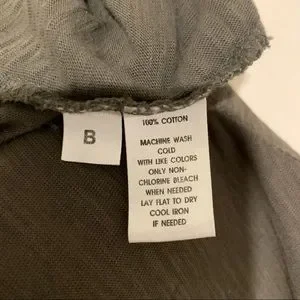 B
100% COTTON
MACHINE WASH
COLD
WITH LIKE COLORS
ONLY NON-
CHLORINE BLEACH
WHEN NEEDED
LAY FLAT TO DRY
COOL IRON
IF NEEDED